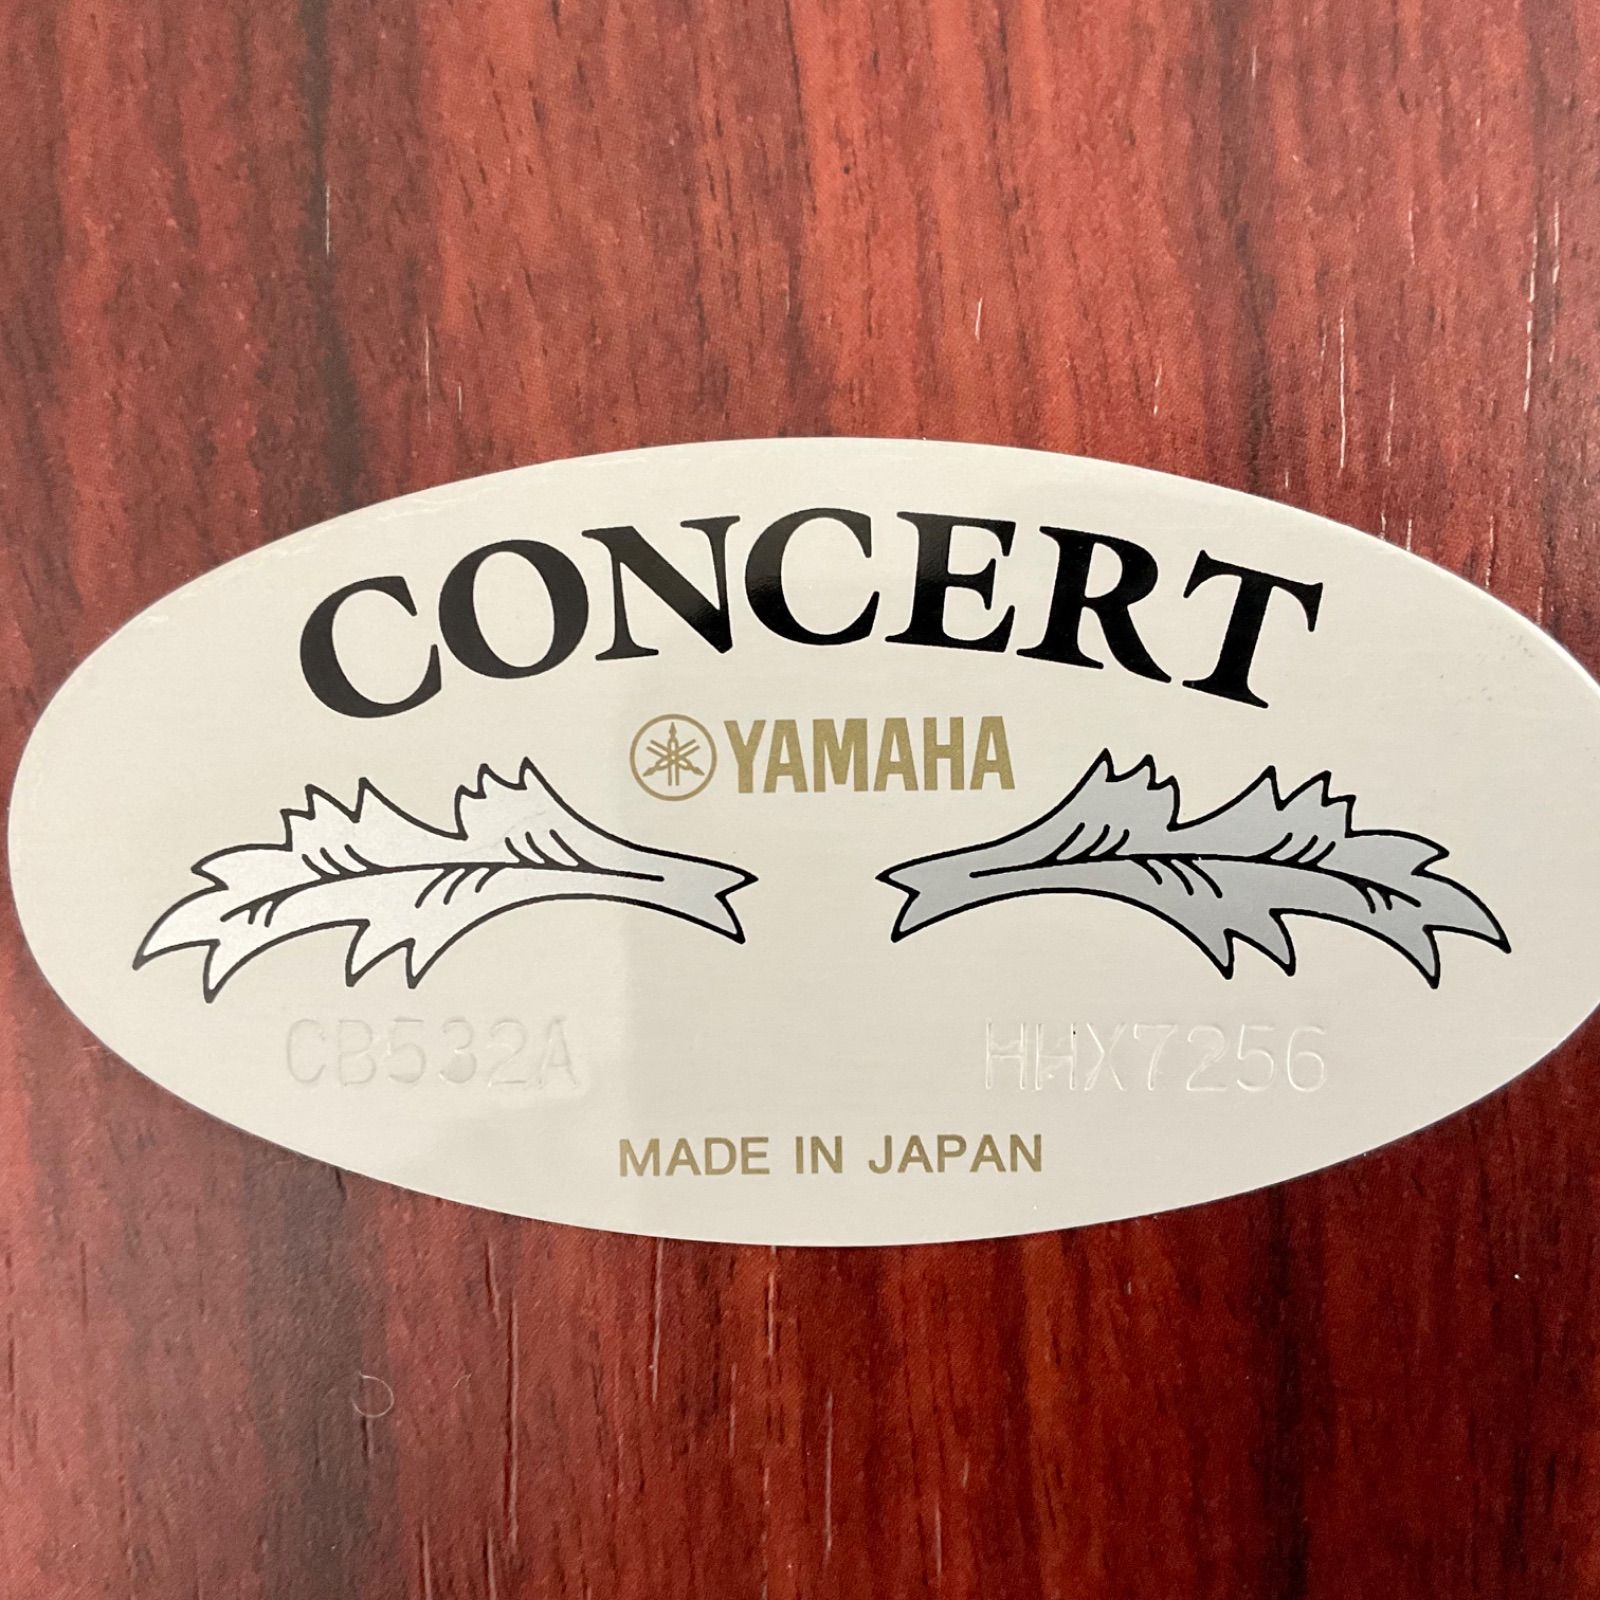 CONCERT
YAMAHA
CB532A HHX7256
MADE IN JAPAN